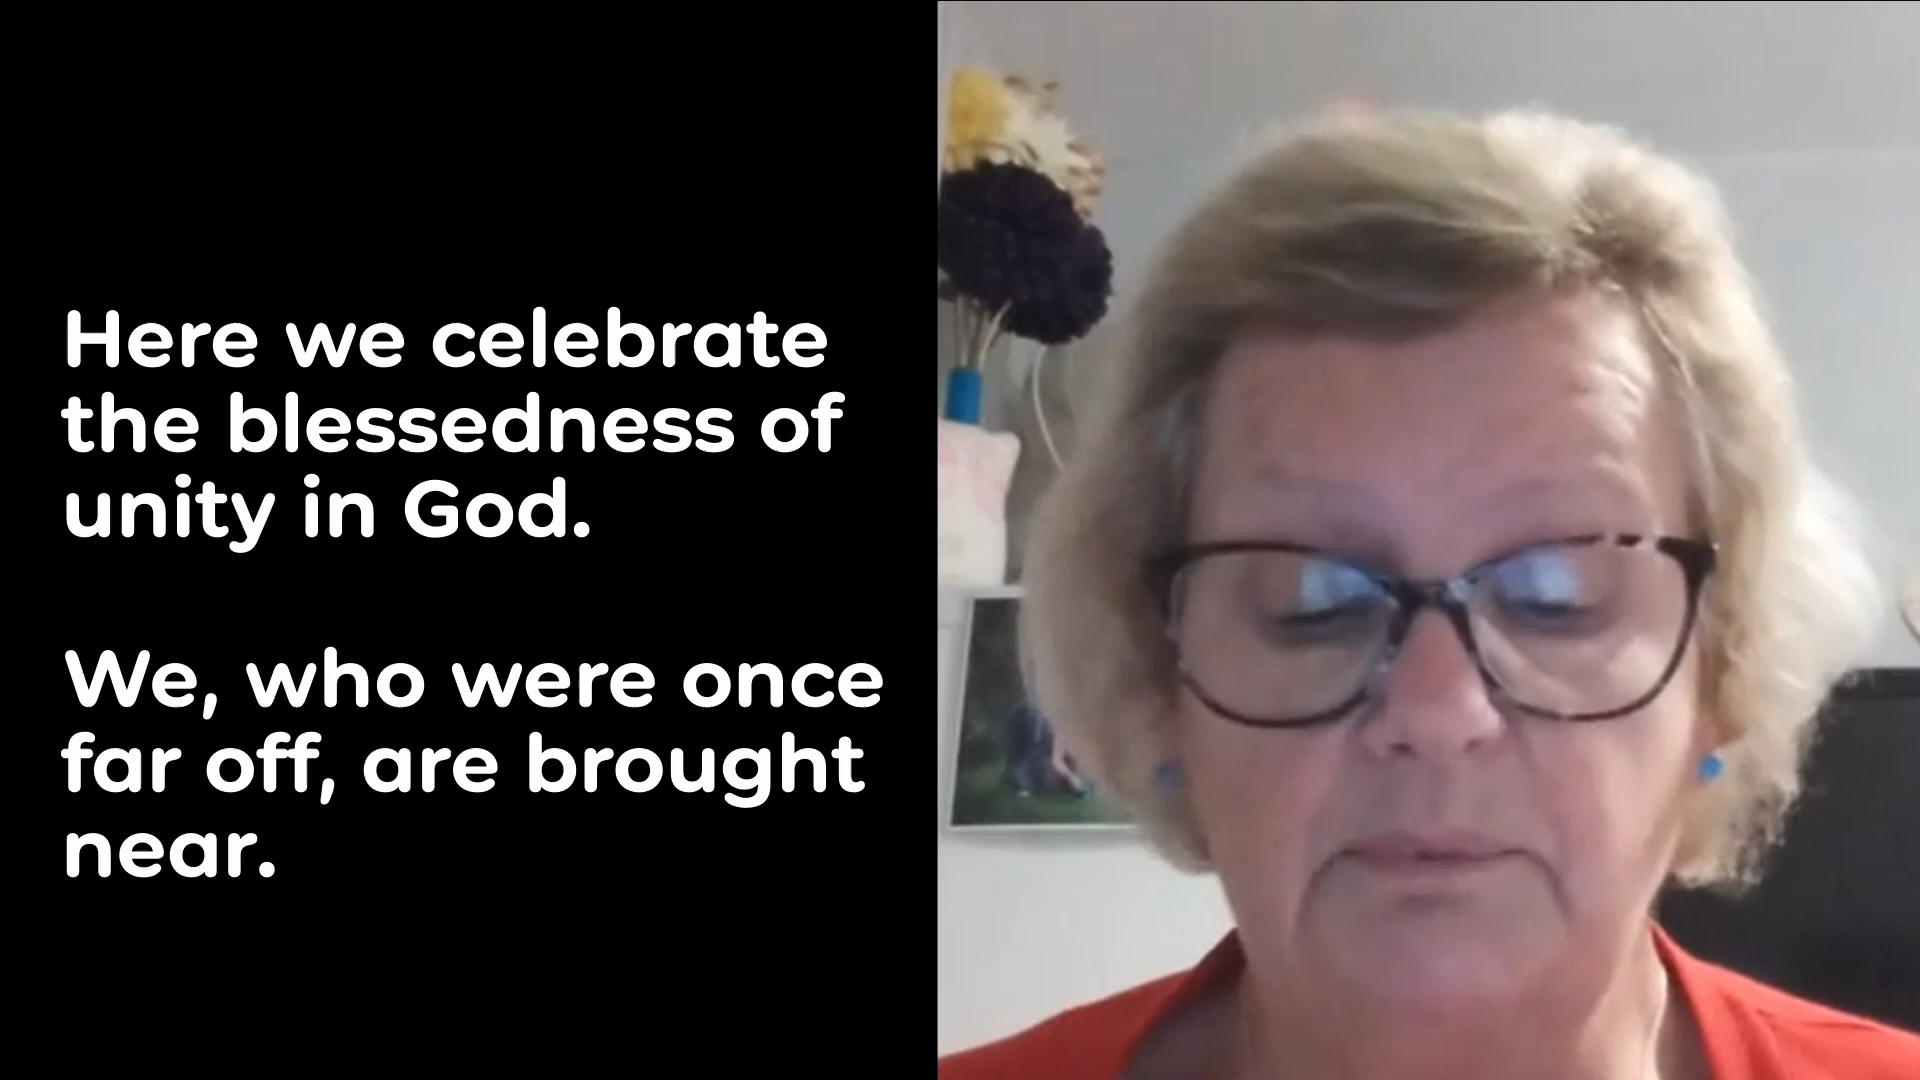 Here we celebrate
the blessedness of
unity in God.
We, who were once
far off, are brought
near.